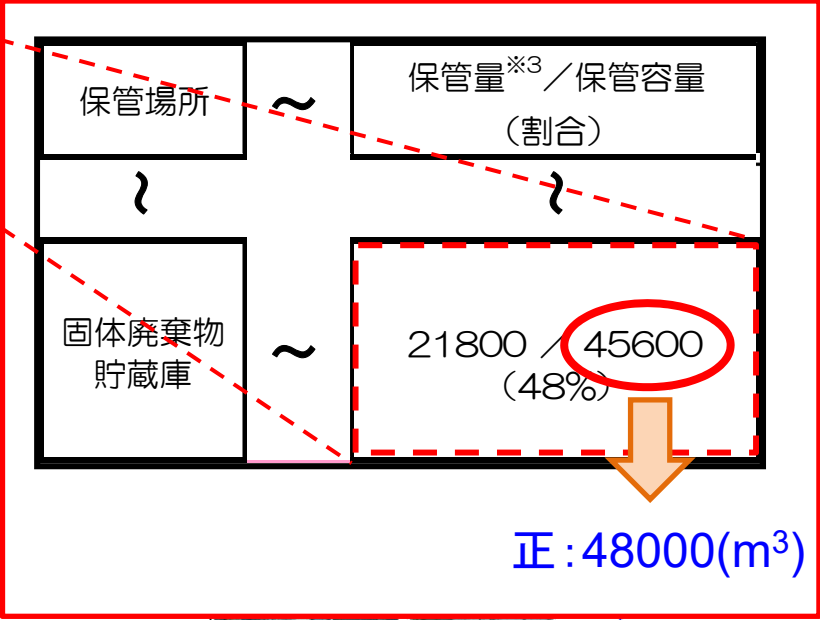 保管場所
～
保管量※3／保管容量
(割合)
～
～
固体廃棄物
貯蔵庫
～
21800 ／ 45600
(48%)
正：48000(m³)